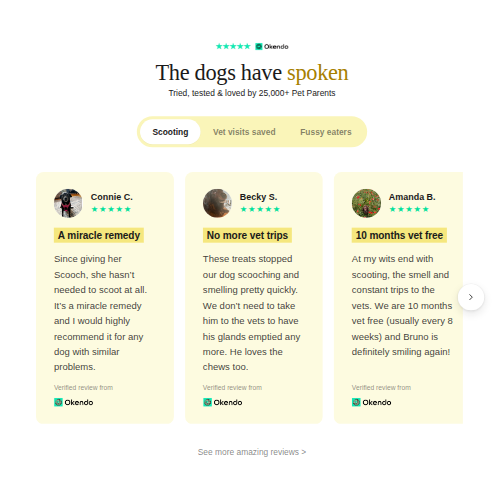 Okendo
The dogs have spoken
Tried, tested & loved by 25,000+ Pet Parents
Scooting
Vet visits saved
Fussy eaters
Connie C.
A miracle remedy
Since giving her
Scooch, she hasn't
needed to scoot at all.
It's a miracle remedy
and I would highly
recommend it for any
dog with similar
problems.
Verified review from
Okendo
Becky S.
No more vet trips
These treats stopped
our dog scooching and
smelling pretty quickly.
We don't need to take
him to the vets to have
his glands emptied any
more. He loves the
chews too.
Verified review from
Okendo
Amanda B.
10 months vet free
At my wits end with
scooting, the smell and
constant trips to the
vets. We are 10 months
vet free (usually every 8
weeks) and Bruno is
definitely smiling again!
Verified review from
Okendo
See more amazing reviews >